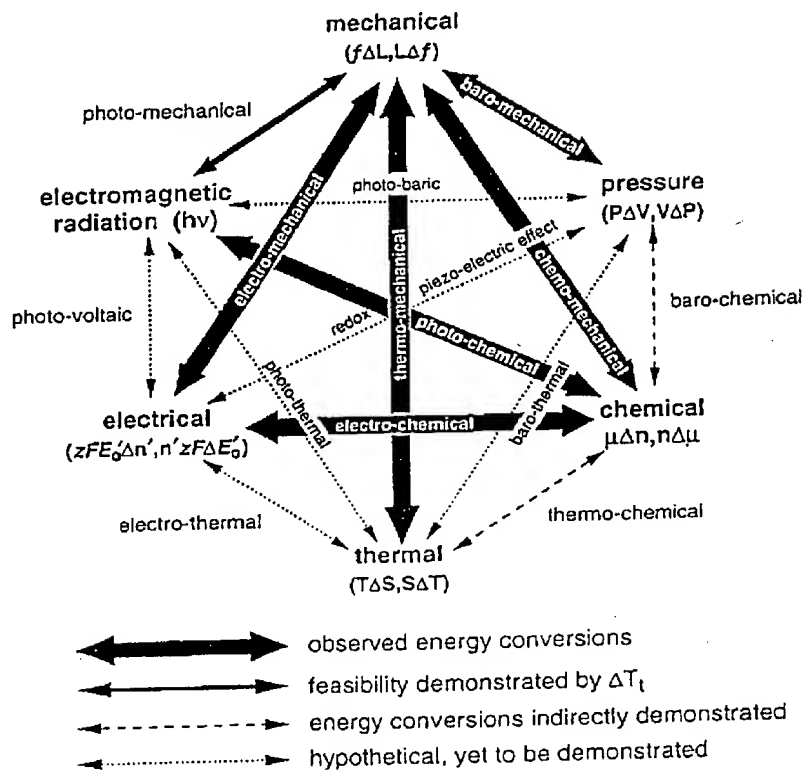 mechanical
(fΔL,LΔf)
photo-mechanical
baro-mechanical
electromagnetic
radiation (hν)
photo-baric
pressure
(PΔV,VΔP)
electro-mechanical
thermo-mechanical
piezo-electric effect
redox
chemo-mechanical
photo-voltaic
photo-chemical
baro-chemical
photo-thermal
baro-thermal
electrical
(zFE₀′Δn′,n′zFΔE₀′)
electro-chemical
chemical
μΔn,nΔμ
electro-thermal
thermo-chemical
thermal
(TΔS,SΔT)
observed energy conversions
feasibility demonstrated by ΔTₜ
energy conversions indirectly demonstrated
hypothetical, yet to be demonstrated